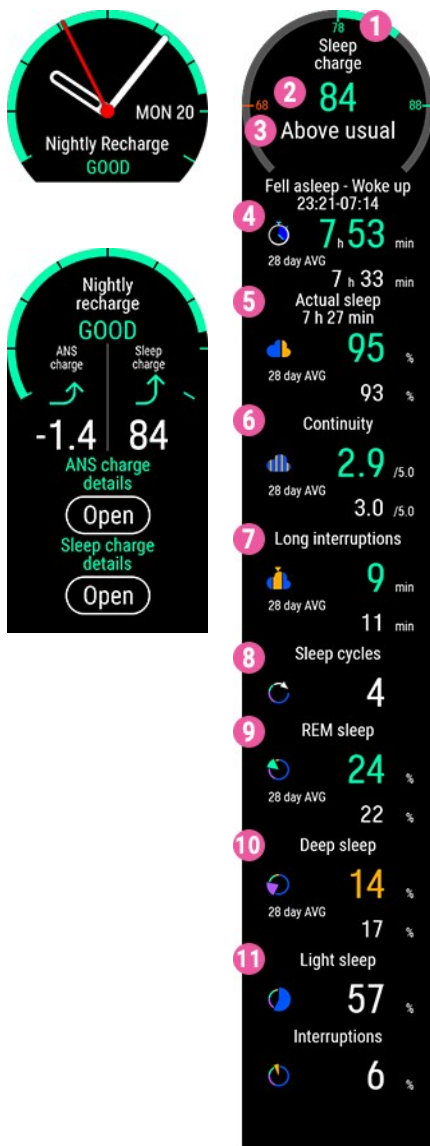 MON 20
Nightly Recharge
GOOD
Nightly
recharge
GOOD
ANS
charge
Sleep
charge
-1.4
84
ANS charge
details
Open
Sleep charge
details
Open
1
78
Sleep
charge
2
84
68
88
3
Above usual
Fell asleep - Woke up
23:21-07:14
4
7 h 53 min
28 day AVG
7 h 33 min
5
Actual sleep
7 h 27 min
95 %
28 day AVG
93 %
6
Continuity
2.9 /5.0
28 day AVG
3.0 /5.0
7
Long interruptions
9 min
28 day AVG
11 min
8
Sleep cycles
4
9
REM sleep
24 %
28 day AVG
22 %
10
Deep sleep
14 %
28 day AVG
17 %
11
Light sleep
57 %
Interruptions
6 %